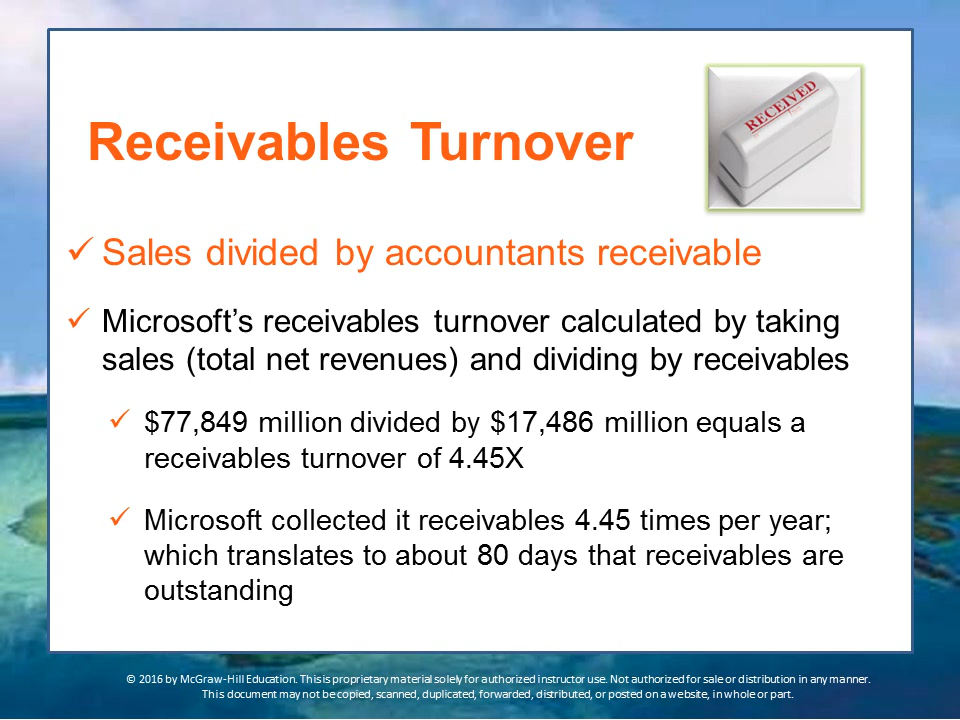 RECEIVED
Receivables Turnover
Sales divided by accountants receivable
Microsoft's receivables turnover calculated by taking
sales (total net revenues) and dividing by receivables
$77,849 million divided by $17,486 million equals a
receivables turnover of 4.45X
Microsoft collected it receivables 4.45 times per year;
which translates to about 80 days that receivables are
outstanding
© 2016 by McGraw-Hill Education. This is proprietary material solely for authorized instructor use. Not authorized for sale or distribution in any manner.
This document may not be copied, scanned, duplicated, forwarded, distributed, or posted on a website, in whole or part.